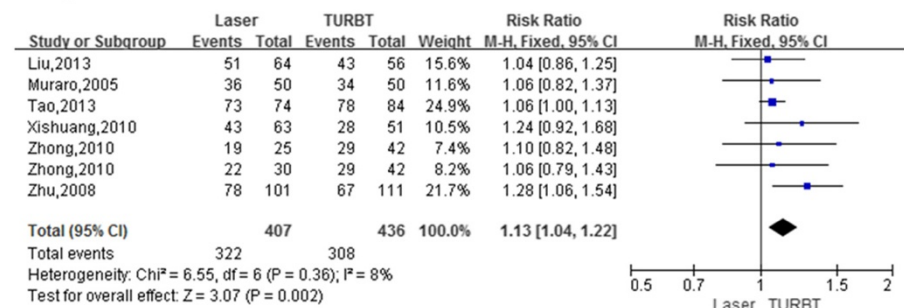 Laser TURBT Risk Ratio Risk Ratio
Study or Subgroup Events Total Events Total Weight M-H, Fixed, 95% CI M-H, Fixed, 95% CI
Liu,2013 51 64 43 56 15.6% 1.04 [0.86, 1.25]
Muraro,2005 36 50 34 50 11.6% 1.06 [0.82, 1.37]
Tao,2013 73 74 78 84 24.9% 1.06 [1.00, 1.13]
Xishuang,2010 43 63 28 51 10.5% 1.24 [0.92, 1.68]
Zhong,2010 19 25 29 42 7.4% 1.10 [0.82, 1.48]
Zhong,2010 22 30 29 42 8.2% 1.06 [0.79, 1.43]
Zhu,2008 78 101 67 111 21.7% 1.28 [1.06, 1.54]
Total (95% CI) 407 436 100.0% 1.13 [1.04, 1.22]
Total events 322 308
Heterogeneity: Chi² = 6.55, df = 6 (P = 0.36); I² = 8%
Test for overall effect: Z = 3.07 (P = 0.002)
0.5 0.7 1 1.5 2
Laser TURBT